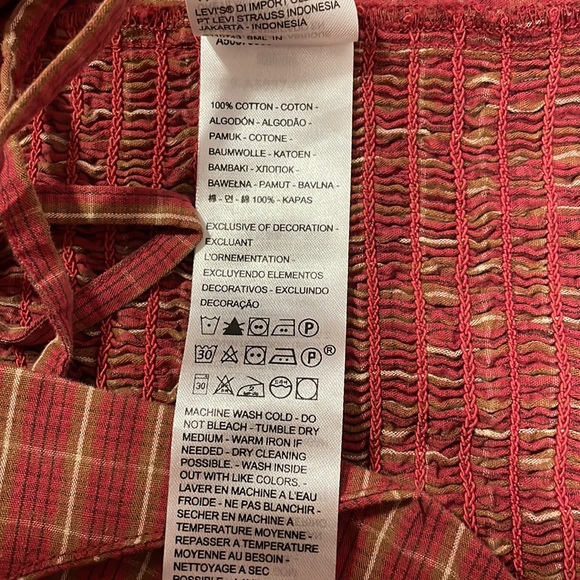 LEVI'S® DI IMPORT OLEH
PT LEVI STRAUSS INDONESIA
JAKARTA - INDONESIA
100% COTTON - COTON -
ALGODÓN - ALGODÃO -
PAMUK - COTONE -
BAUMWOLLE - KATOEN -
BAMBAKI - ХЛОПОК -
BAWEŁNA - PAMUT - BAVLNA -
棉 - 면 - 綿 100% - KAPAS
EXCLUSIVE OF DECORATION -
EXCLUANT
L'ORNEMENTATION -
EXCLUYENDO ELEMENTOS
DECORATIVOS - EXCLUINDO
DECORAÇÃO
P
30 P®
30
MACHINE WASH COLD - DO
NOT BLEACH - TUMBLE DRY
MEDIUM - WARM IRON IF
NEEDED - DRY CLEANING
POSSIBLE. - WASH INSIDE
OUT WITH LIKE COLORS. -
LAVER EN MACHINE A L'EAU
FROIDE - NE PAS BLANCHIR -
SECHER EN MACHINE A
TEMPERATURE MOYENNE -
REPASSER A TEMPERATURE
MOYENNE AU BESOIN -
NETTOYAGE A SEC